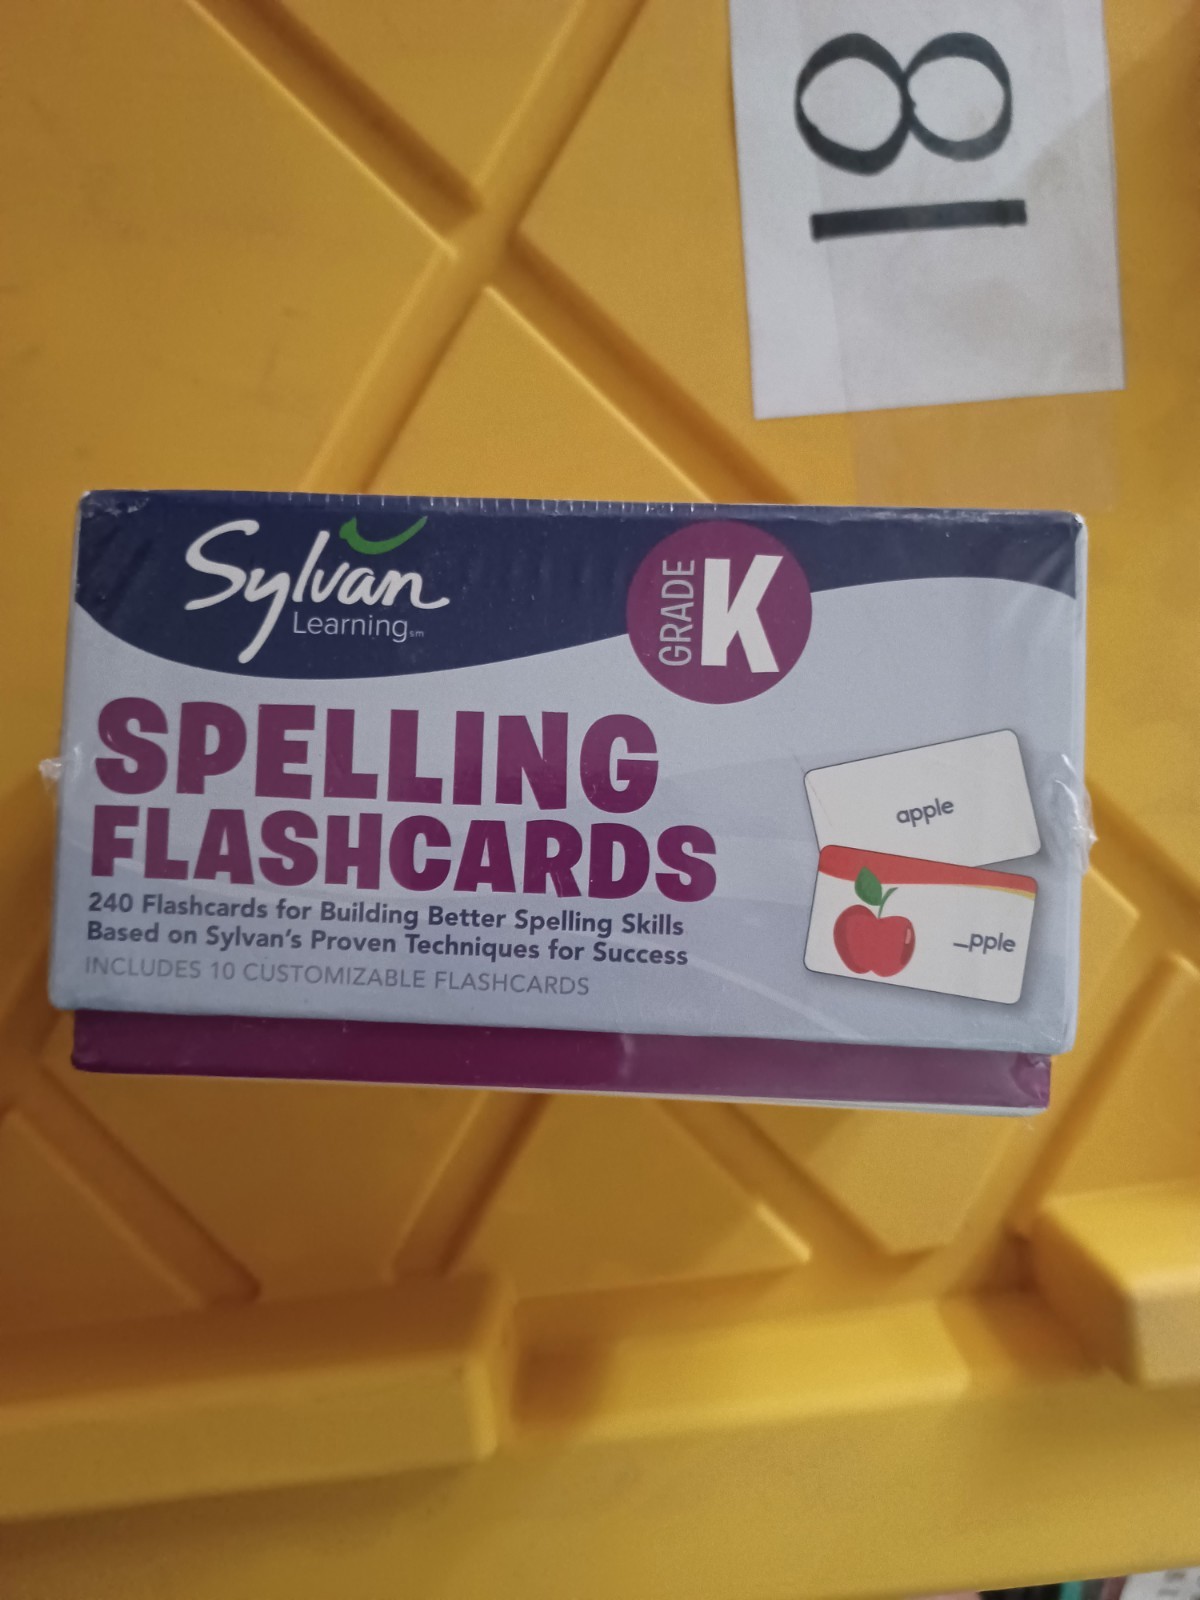 18
Sylvan
Learning℠
GRADE
K
SPELLING
FLASHCARDS
240 Flashcards for Building Better Spelling Skills
Based on Sylvan's Proven Techniques for Success
INCLUDES 10 CUSTOMIZABLE FLASHCARDS
apple
_pple